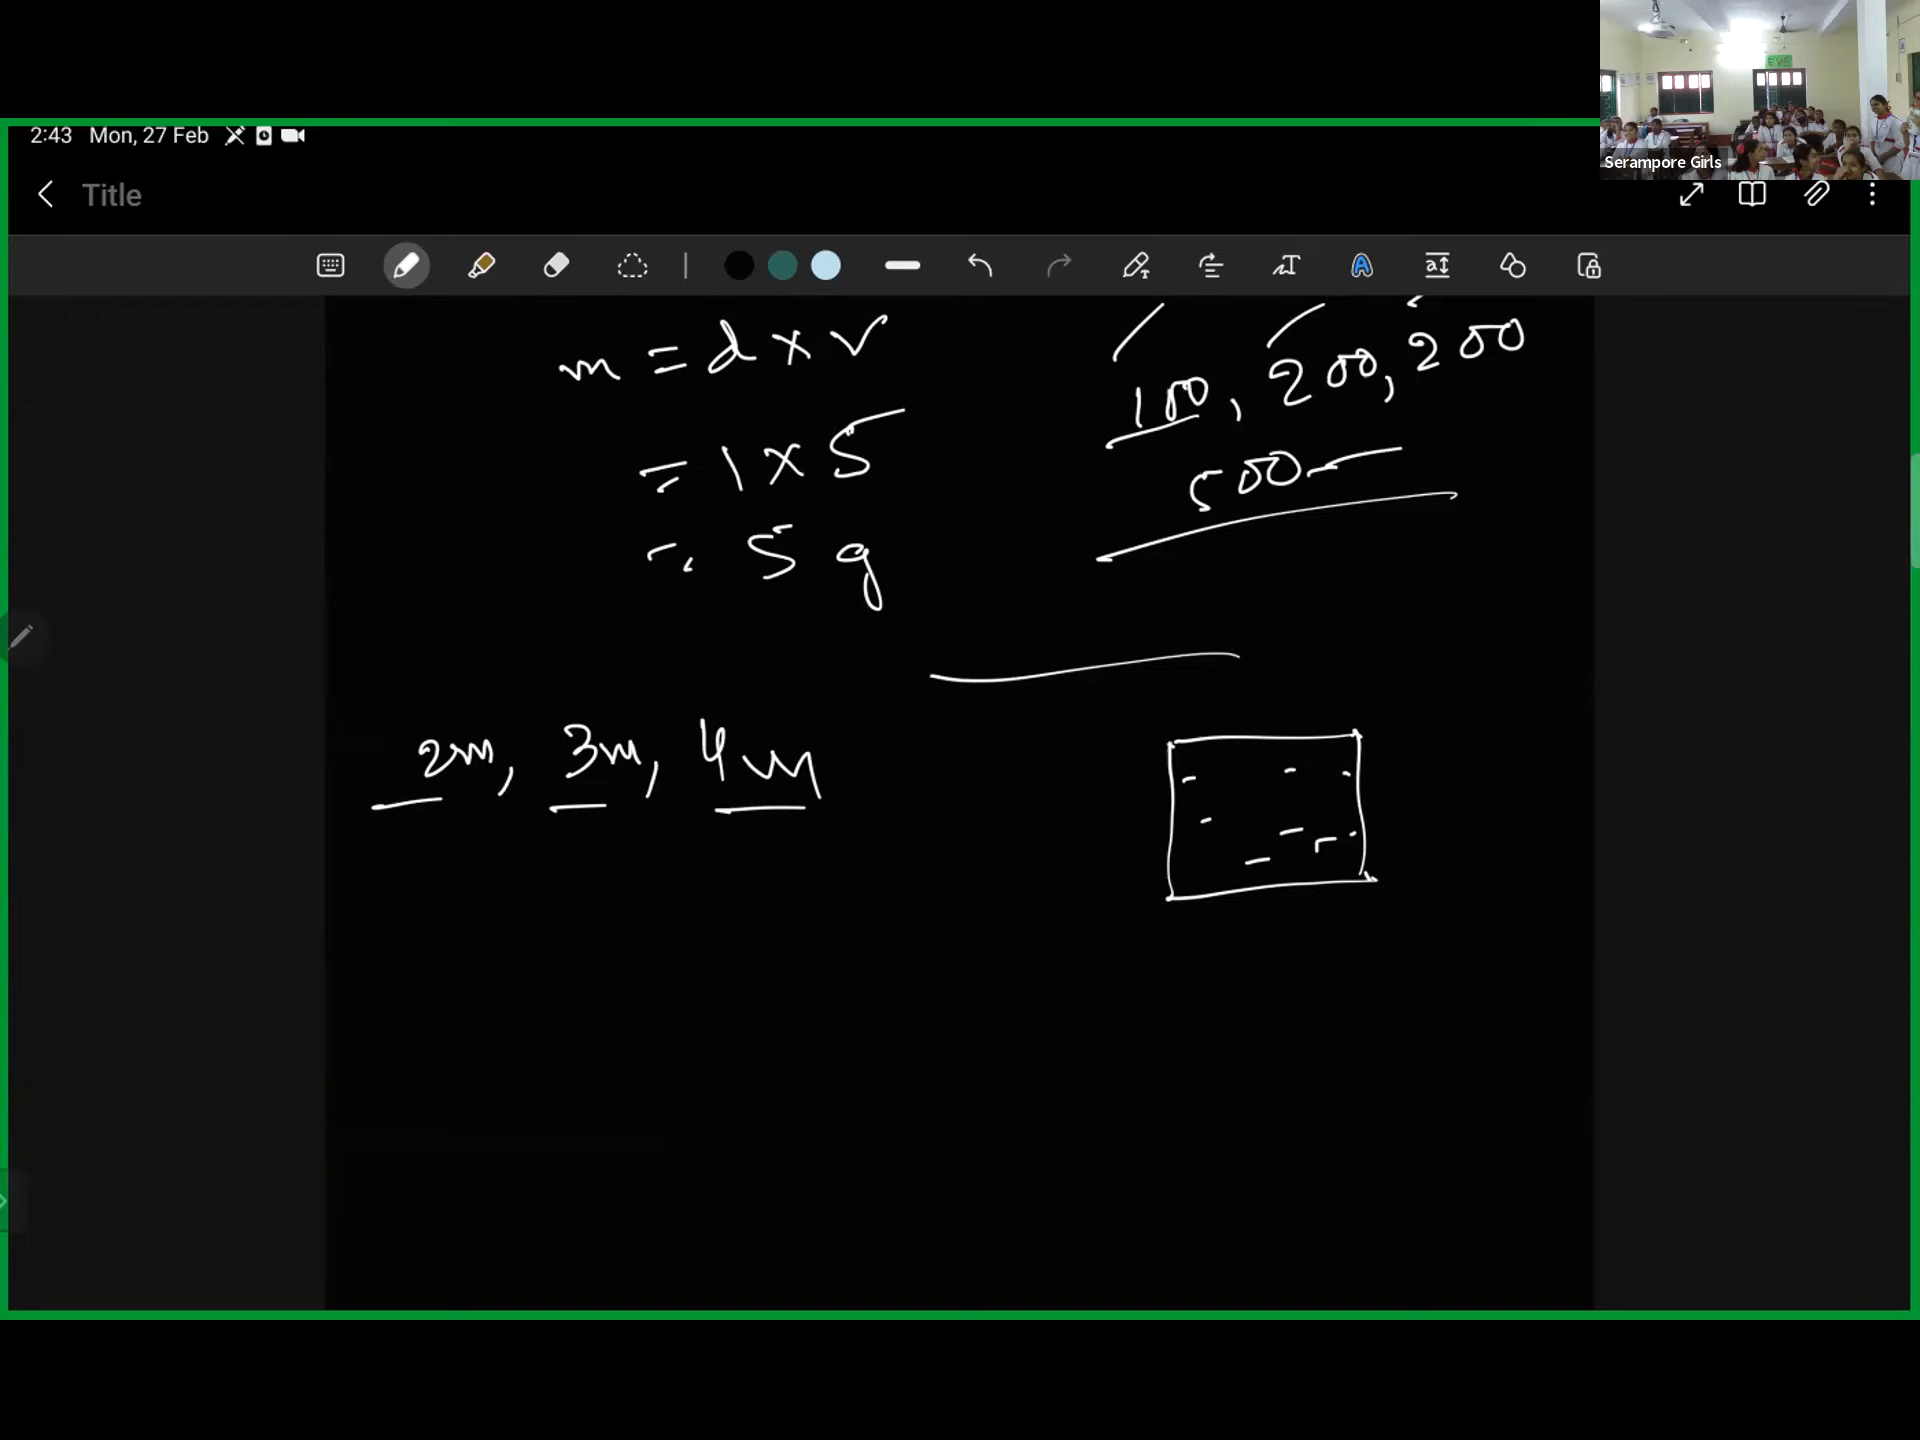 Serampore Girls
2:43 Mon, 27 Feb
Title
m = d x v
100, 200, 200
= 1 x 5
500
= 5 g
2m, 3m, 4m